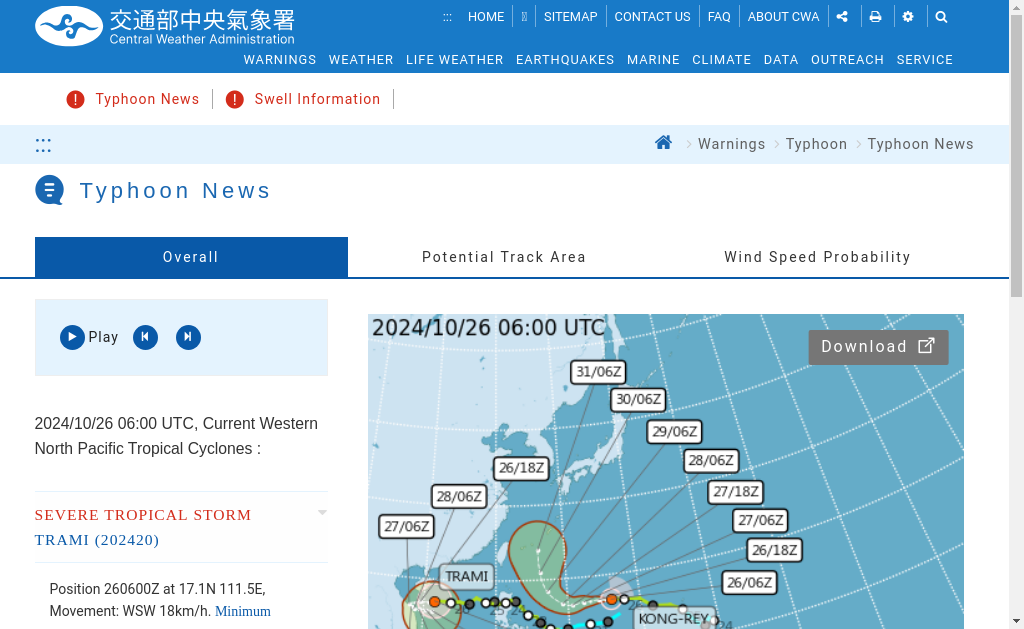 交通部中央氣象署
Central Weather Administration
::: HOME SITEMAP CONTACT US FAQ ABOUT CWA
WARNINGS WEATHER LIFE WEATHER EARTHQUAKES MARINE CLIMATE DATA OUTREACH SERVICE
Typhoon News
Swell Information
:::
Warnings Typhoon Typhoon News
Typhoon News
Overall
Potential Track Area
Wind Speed Probability
Play
2024/10/26 06:00 UTC, Current Western
North Pacific Tropical Cyclones :
SEVERE TROPICAL STORM
TRAMI (202420)
Position 260600Z at 17.1N 111.5E,
Movement: WSW 18km/h. Minimum
2024/10/26 06:00 UTC
Download
31/06Z
30/06Z
29/06Z
28/06Z
27/18Z
27/06Z
26/18Z
26/06Z
26/18Z
28/06Z
27/06Z
TRAMI
KONG-REY
24